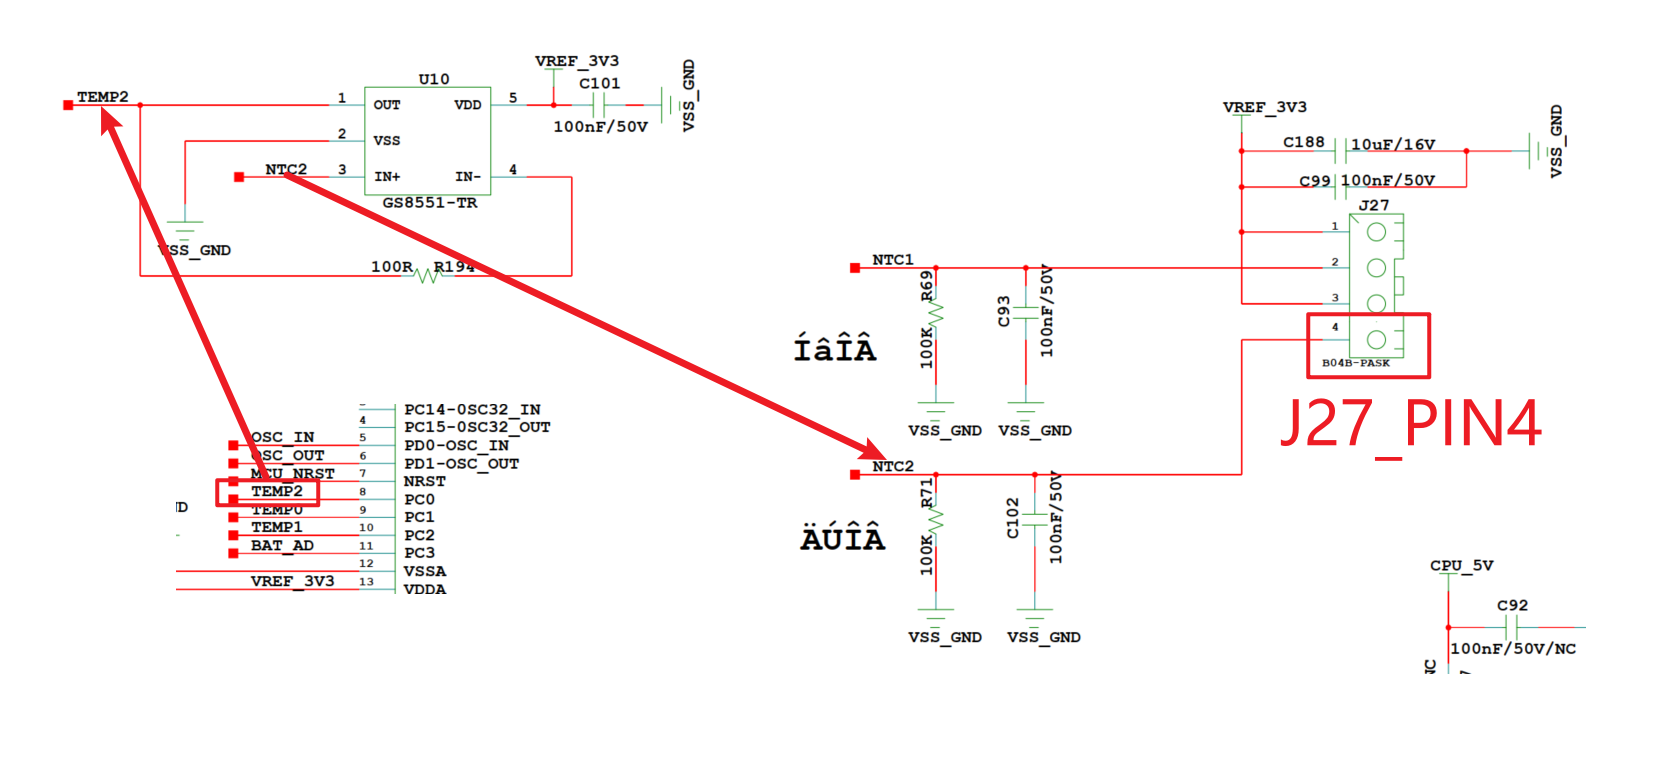 TEMP2
U10
1
OUT
VDD
5
2
VSS
NTC2
3
IN+
IN-
4
GS8551-TR
VREF_3V3
C101
100nF/50V
VSS_GND
VSS_GND
100R
R194
VREF_3V3
C188
10uF/16V
C99
100nF/50V
VSS_GND
J27
1
2
3
4
B04B-PASK
J27_PIN4
NTC1
R69
100K
C93
100nF/50V
ÍâÎÂ
VSS_GND
VSS_GND
NTC2
R71
100K
C102
100nF/50V
ÄÚÎÂ
VSS_GND
VSS_GND
PC14-0SC32_IN
4
PC15-0SC32_OUT
OSC_IN
5
PD0-OSC_IN
OSC_OUT
6
PD1-OSC_OUT
MCU_NRST
7
NRST
TEMP2
8
PC0
TEMP0
9
PC1
TEMP1
10
PC2
BAT_AD
11
PC3
12
VSSA
VREF_3V3
13
VDDA
CPU_5V
C92
100nF/50V/NC